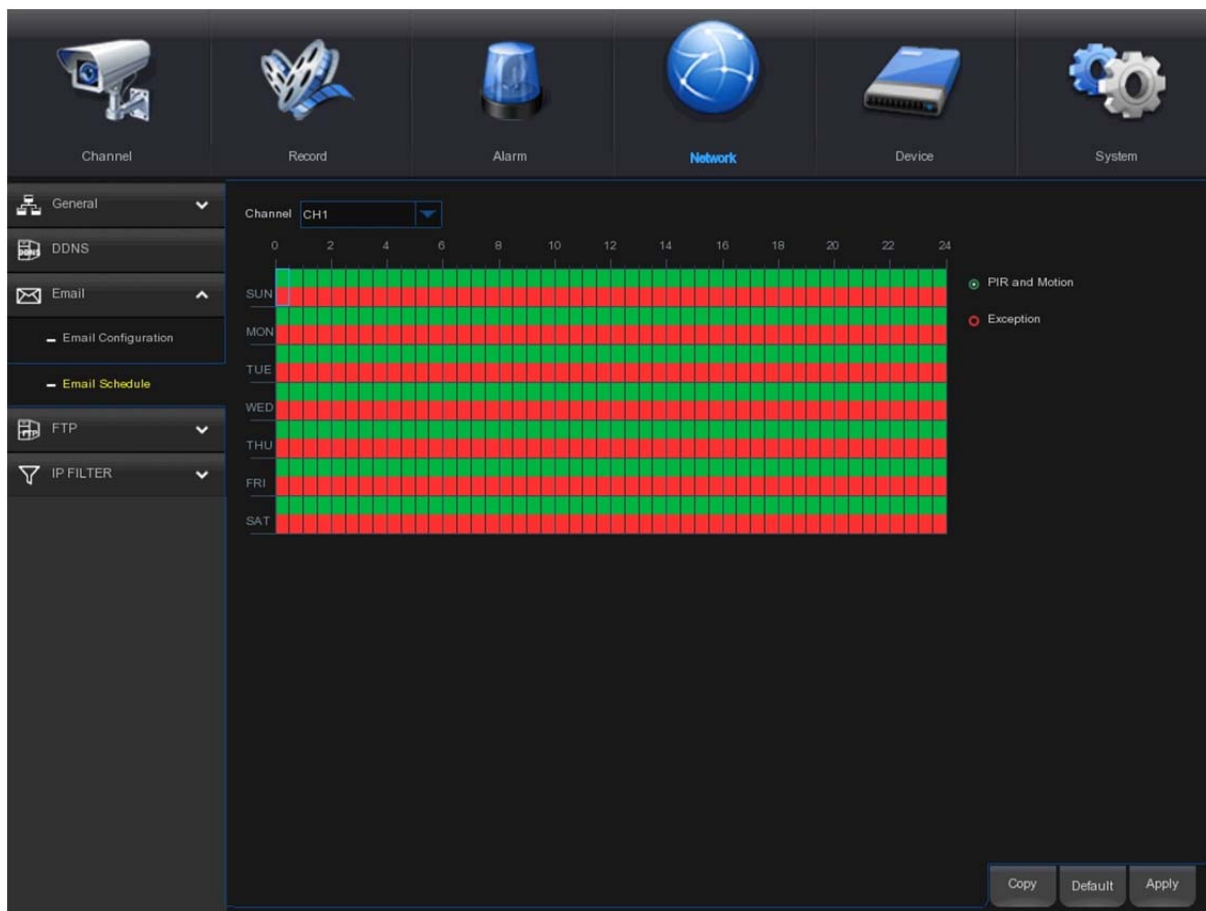 Channel Record Alarm Network Device System
General
DDNS
Email
Email Configuration
Email Schedule
FTP
IP FILTER
Channel CH1
0 2 4 6 8 10 12 14 16 18 20 22 24
SUN
MON
TUE
WED
THU
FRI
SAT
PIR and Motion
Exception
Copy Default Apply